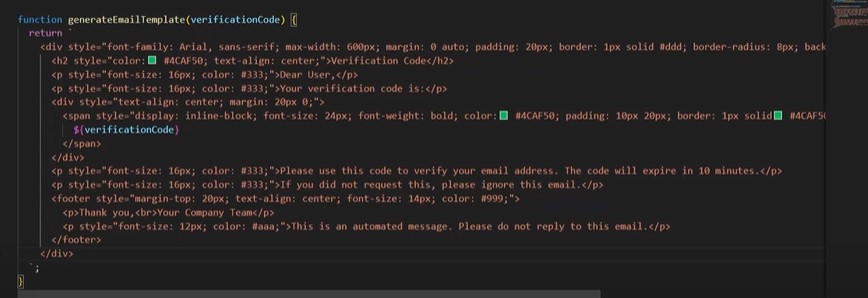 function generateEmailTemplate(verificationCode) {
return `
<div style="font-family: Arial, sans-serif; max-width: 600px; margin: 0 auto; padding: 20px; border: 1px solid #ddd; border-radius: 8px; back
<h2 style="color: #4CAF50; text-align: center;">Verification Code</h2>
<p style="font-size: 16px; color: #333;">Dear User,</p>
<p style="font-size: 16px; color: #333;">Your verification code is:</p>
<div style="text-align: center; margin: 20px 0;">
<span style="display: inline-block; font-size: 24px; font-weight: bold; color: #4CAF50; padding: 10px 20px; border: 1px solid #4CAF50
${verificationCode}
</span>
</div>
<p style="font-size: 16px; color: #333;">Please use this code to verify your email address. The code will expire in 10 minutes.</p>
<p style="font-size: 16px; color: #333;">If you did not request this, please ignore this email.</p>
<footer style="margin-top: 20px; text-align: center; font-size: 14px; color: #999;">
<p>Thank you,<br>Your Company Team</p>
<p style="font-size: 12px; color: #aaa;">This is an automated message. Please do not reply to this email.</p>
</footer>
</div>
`;
}